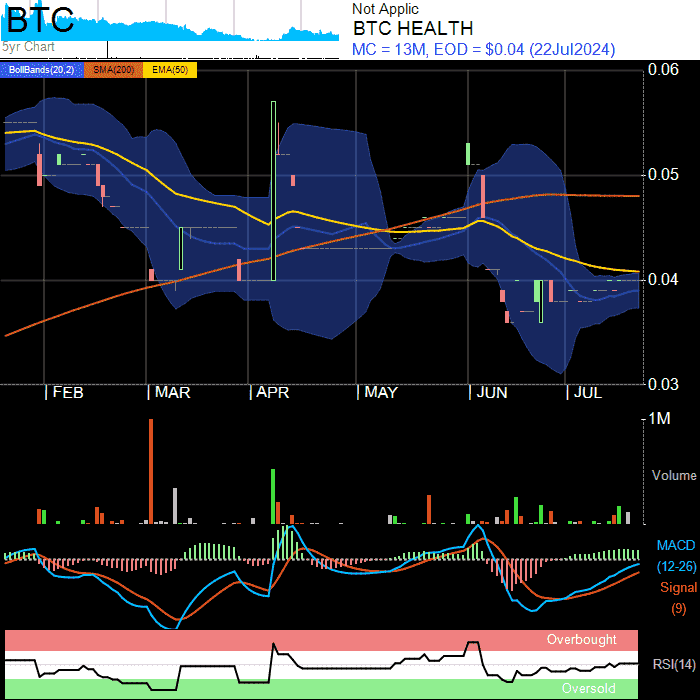 BTC
5yr Chart
Not Applic
BTC HEALTH
MC = 13M, EOD = $0.04 (22Jul2024)
BollBands(20,2) SMA(200) EMA(50)
0.06
0.05
0.04
0.03
FEB MAR APR MAY JUN JUL
1M
Volume
MACD
(12-26)
Signal
(9)
Overbought
RSI(14)
Oversold